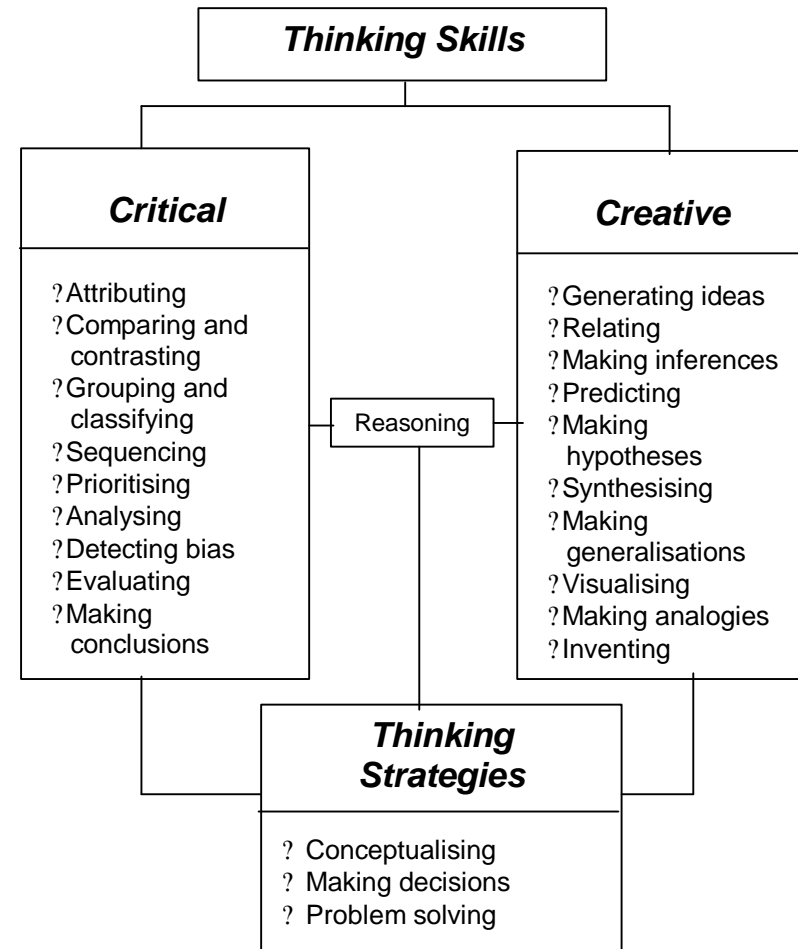 Thinking Skills
Critical
? Attributing
? Comparing and
contrasting
? Grouping and
classifying
? Sequencing
? Prioritising
? Analysing
? Detecting bias
? Evaluating
? Making
conclusions
Reasoning
Creative
? Generating ideas
? Relating
? Making inferences
? Predicting
? Making
hypotheses
? Synthesising
? Making
generalisations
? Visualising
? Making analogies
? Inventing
Thinking
Strategies
? Conceptualising
? Making decisions
? Problem solving